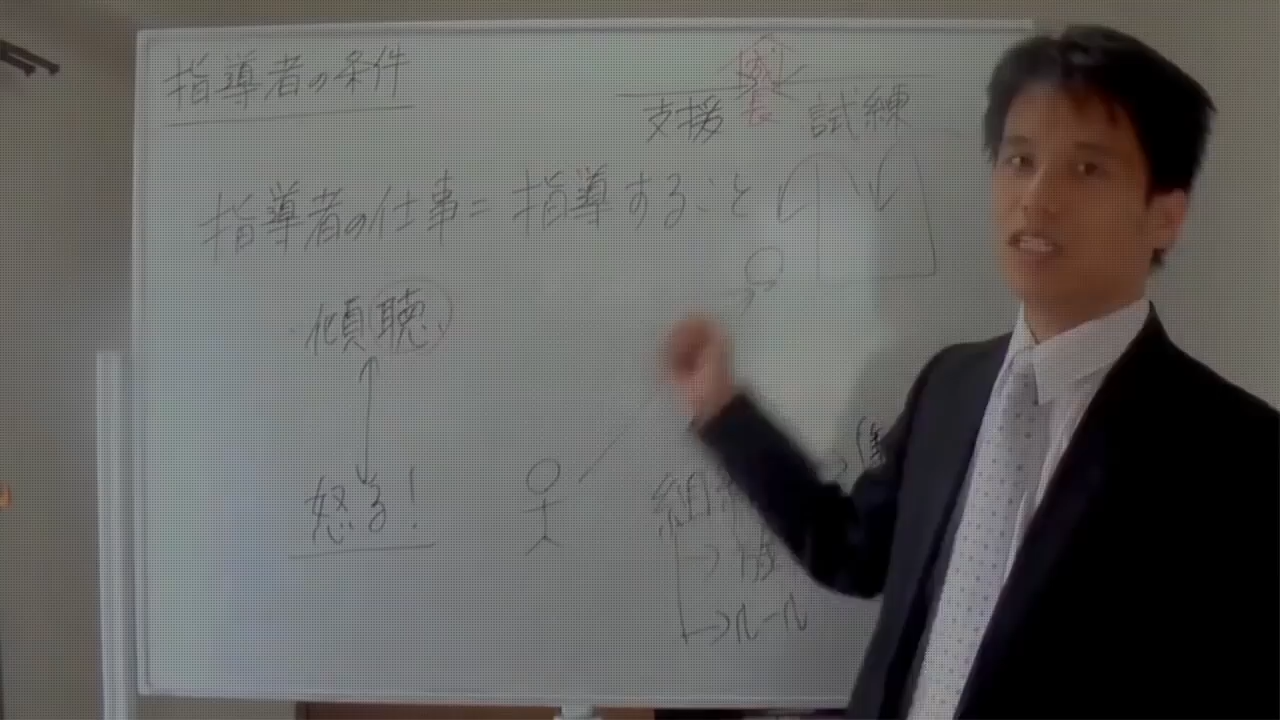 指導者の条件
支援
試練
指導者の仕事=指導すること
傾聴
怒る!
組
ルール